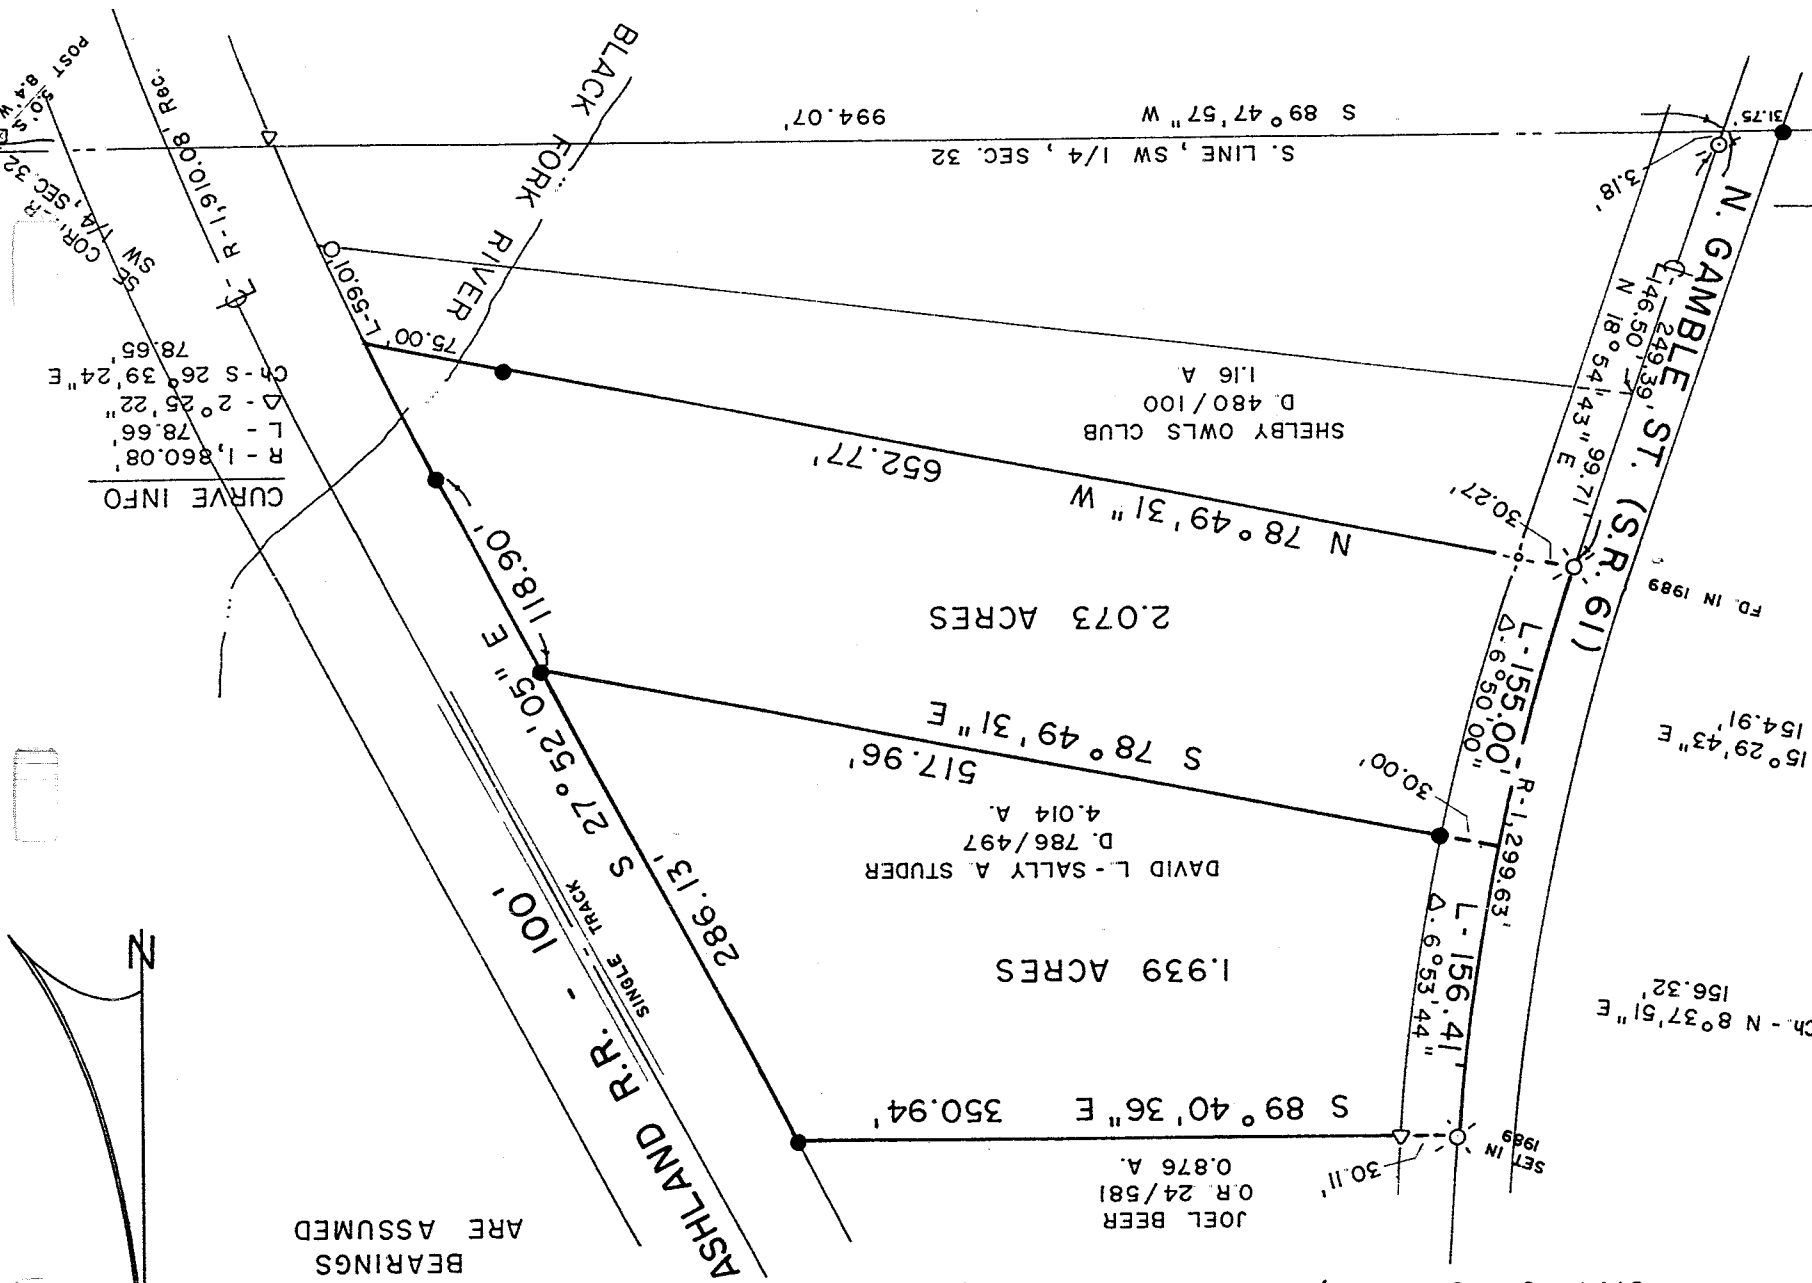 BEARINGS
ARE ASSUMED
N
JOEL BEER
O.R. 24/581
0.876 A.
30.11'
SET IN
1989
S 89° 40' 36" E 350.94'
ASHLAND R.R. - 100'
SINGLE - TRACK
Ch. - N 8° 37' 51" E
156.32'
L - 156.41'
Δ - 6° 53' 44"
1.939 ACRES
286.13'
DAVID L. - SALLY A. STUDER
D. 786/497
4.014 A.
30.00'
R - 1,299.63'
517.96'
S 78° 49' 31" E
S 27° 52' 05" E
15° 29' 43" E
154.91'
L - 155.00'
Δ - 6° 50' 00"
2.073 ACRES
118.90'
FD. IN 1989
N. GAMBLE ST. (S.R. 61)
30.27'
N 78° 49' 31" W
652.77'
SHELBY OWLS CLUB
D. 480/100
1.16 A
CURVE INFO
R - 1,860.08'
L - 78.66'
Δ - 2° 25' 22"
Ch - S 26° 39' 24" E
78.65'
99.71'
249.39'
146.50'
N 18° 54' 43" E
75.00'
L - 59.01'
BLACK FORK RIVER
R - 1,910.08' Rec.
SE
SW 1/4, SEC. 32
3.18'
31.75'
S. LINE, SW 1/4, SEC. 32
S 89° 47' 57" W 994.07'
POST
8.4' W